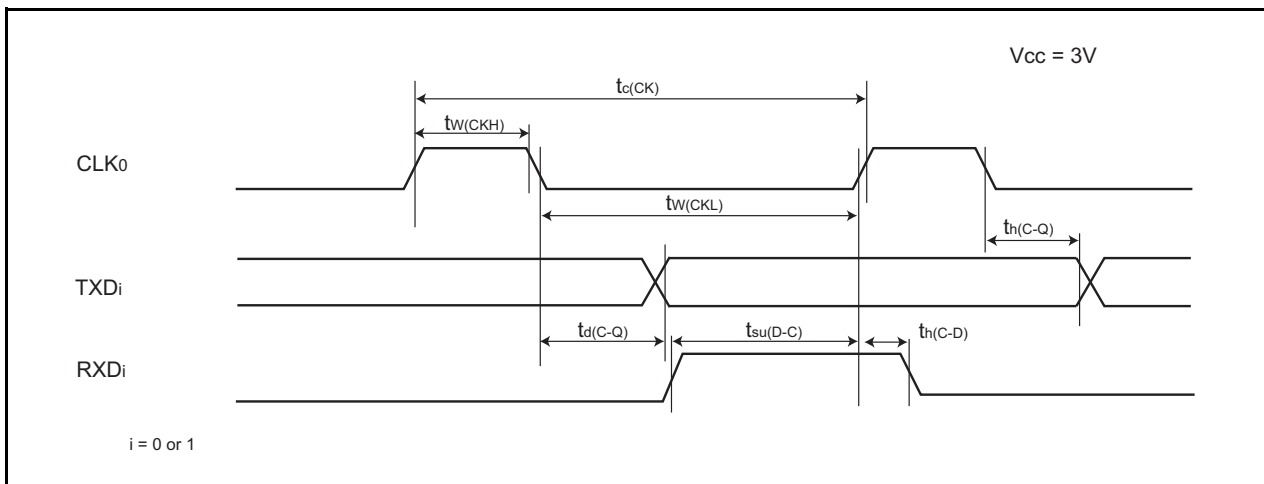 Vcc = 3V
tc(CK)
tW(CKH)
CLK0
tW(CKL)
th(C-Q)
TXDi
td(C-Q)
tsu(D-C)
th(C-D)
RXDi
i = 0 or 1